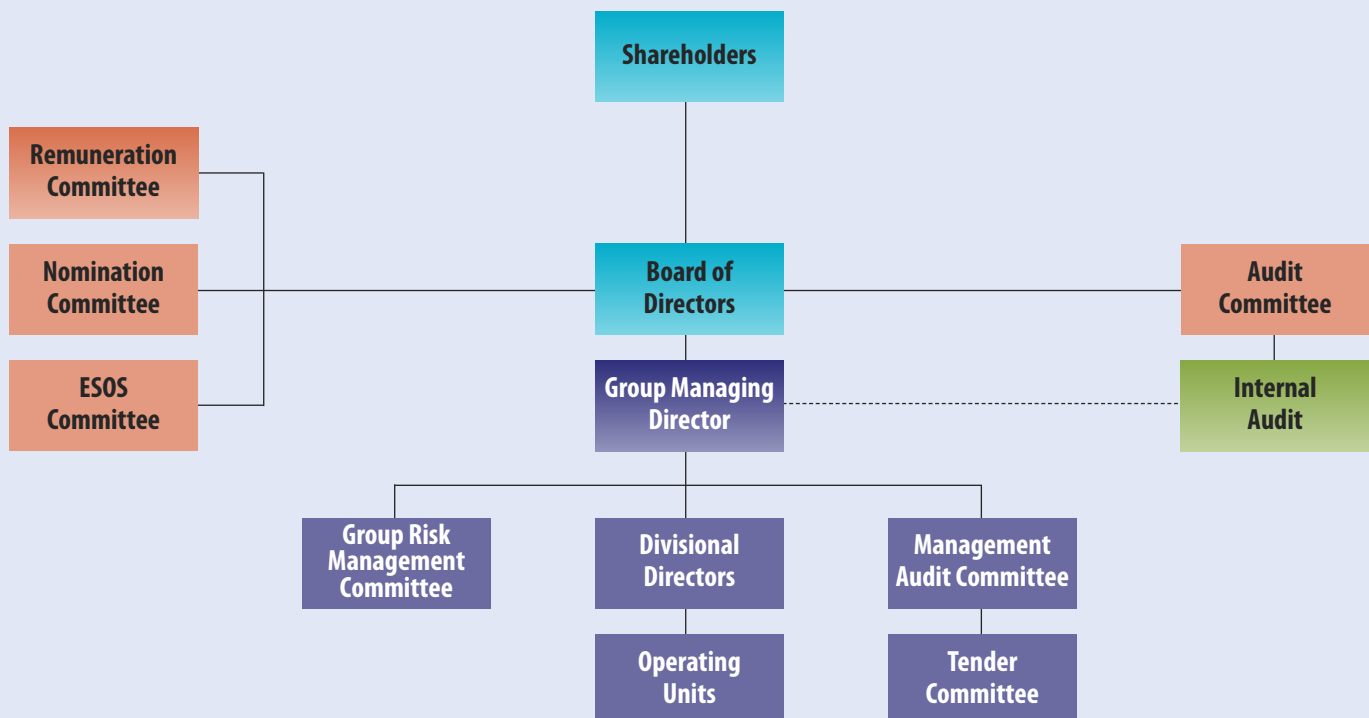 Shareholders
Remuneration
Committee
Nomination
Committee
Board of
Directors
Audit
Committee
ESOS
Committee
Group Managing
Director
Internal
Audit
Group Risk
Management
Committee
Divisional
Directors
Management
Audit Committee
Operating
Units
Tender
Committee